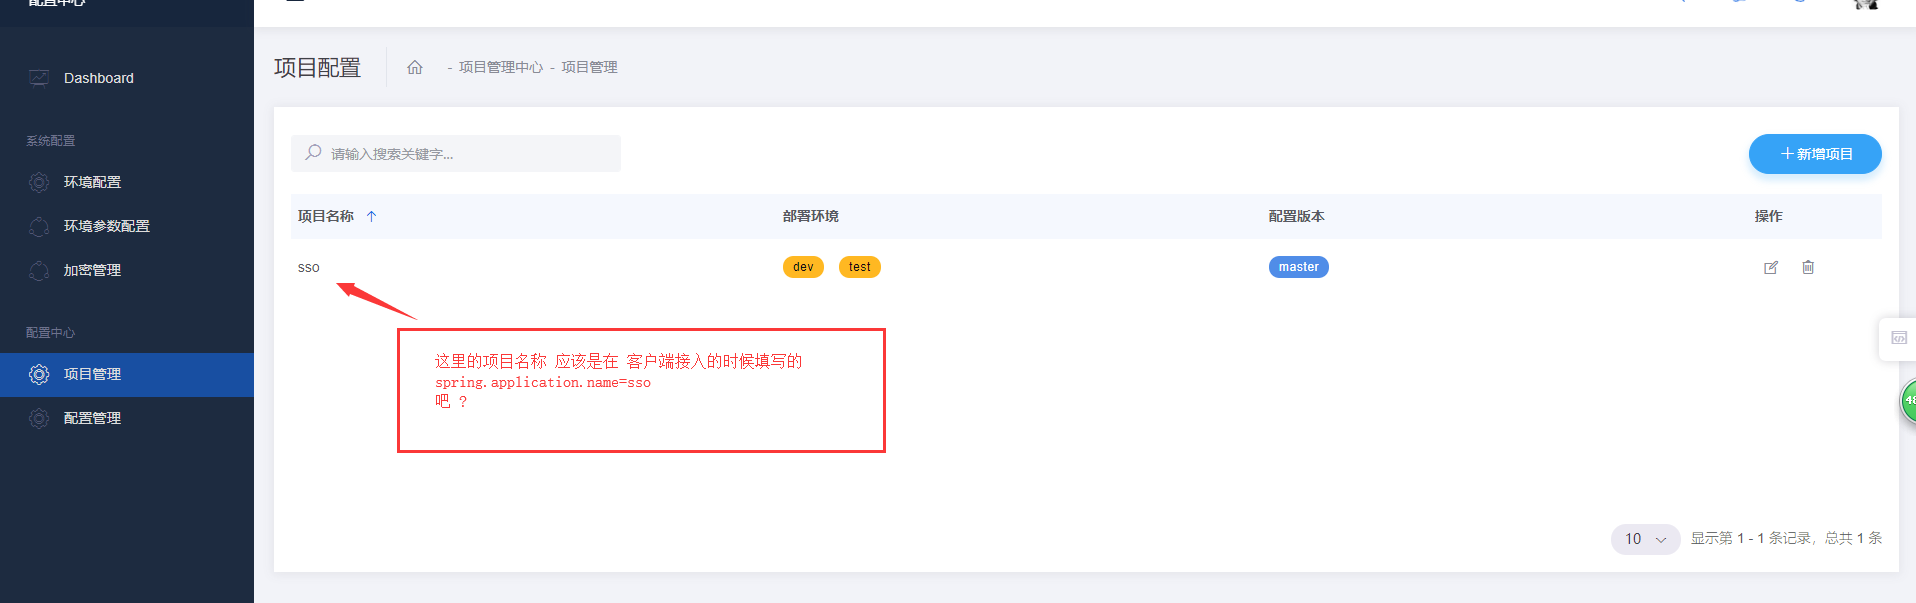 配置中心
Dashboard
系统配置
环境配置
环境参数配置
加密管理
配置中心
项目管理
配置管理
项目配置
- 项目管理中心 - 项目管理
请输入搜索关键字...
新增项目
项目名称 部署环境 配置版本 操作
sso dev test master
这里的项目名称 应该是在 客户端接入的时候填写的
spring.application.name=sso
吧 ?
10 显示第 1 - 1 条记录，总共 1 条